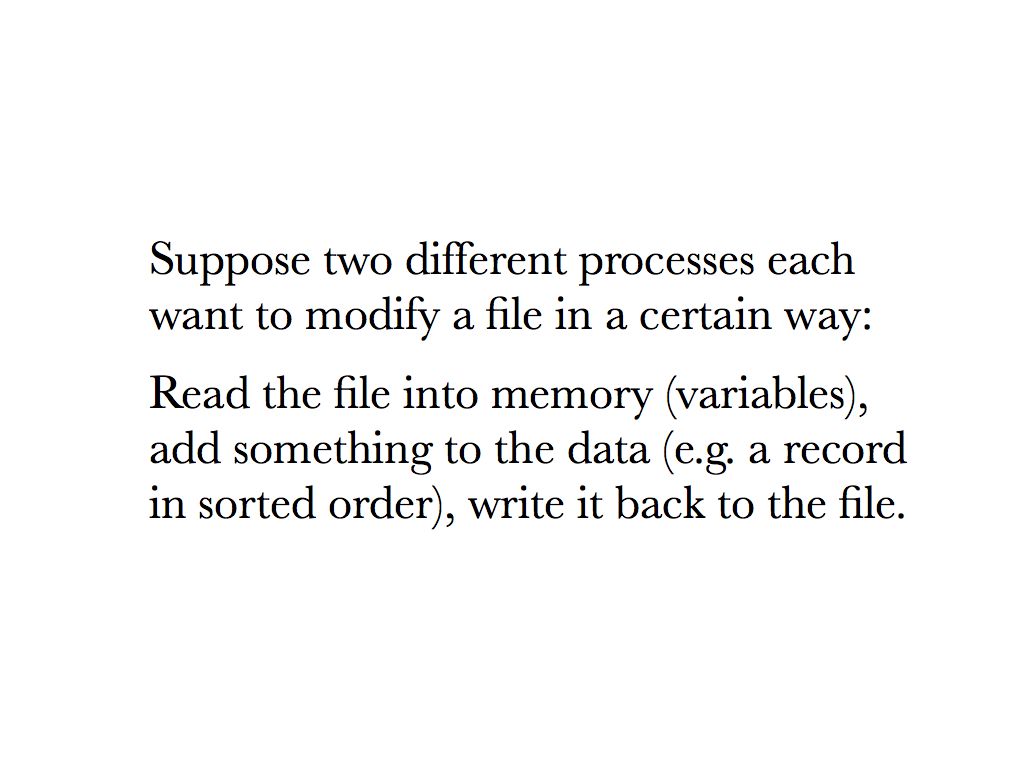 Suppose two different processes each
want to modify a file in a certain way:
Read the file into memory (variables),
add something to the data (e.g. a record
in sorted order), write it back to the file.